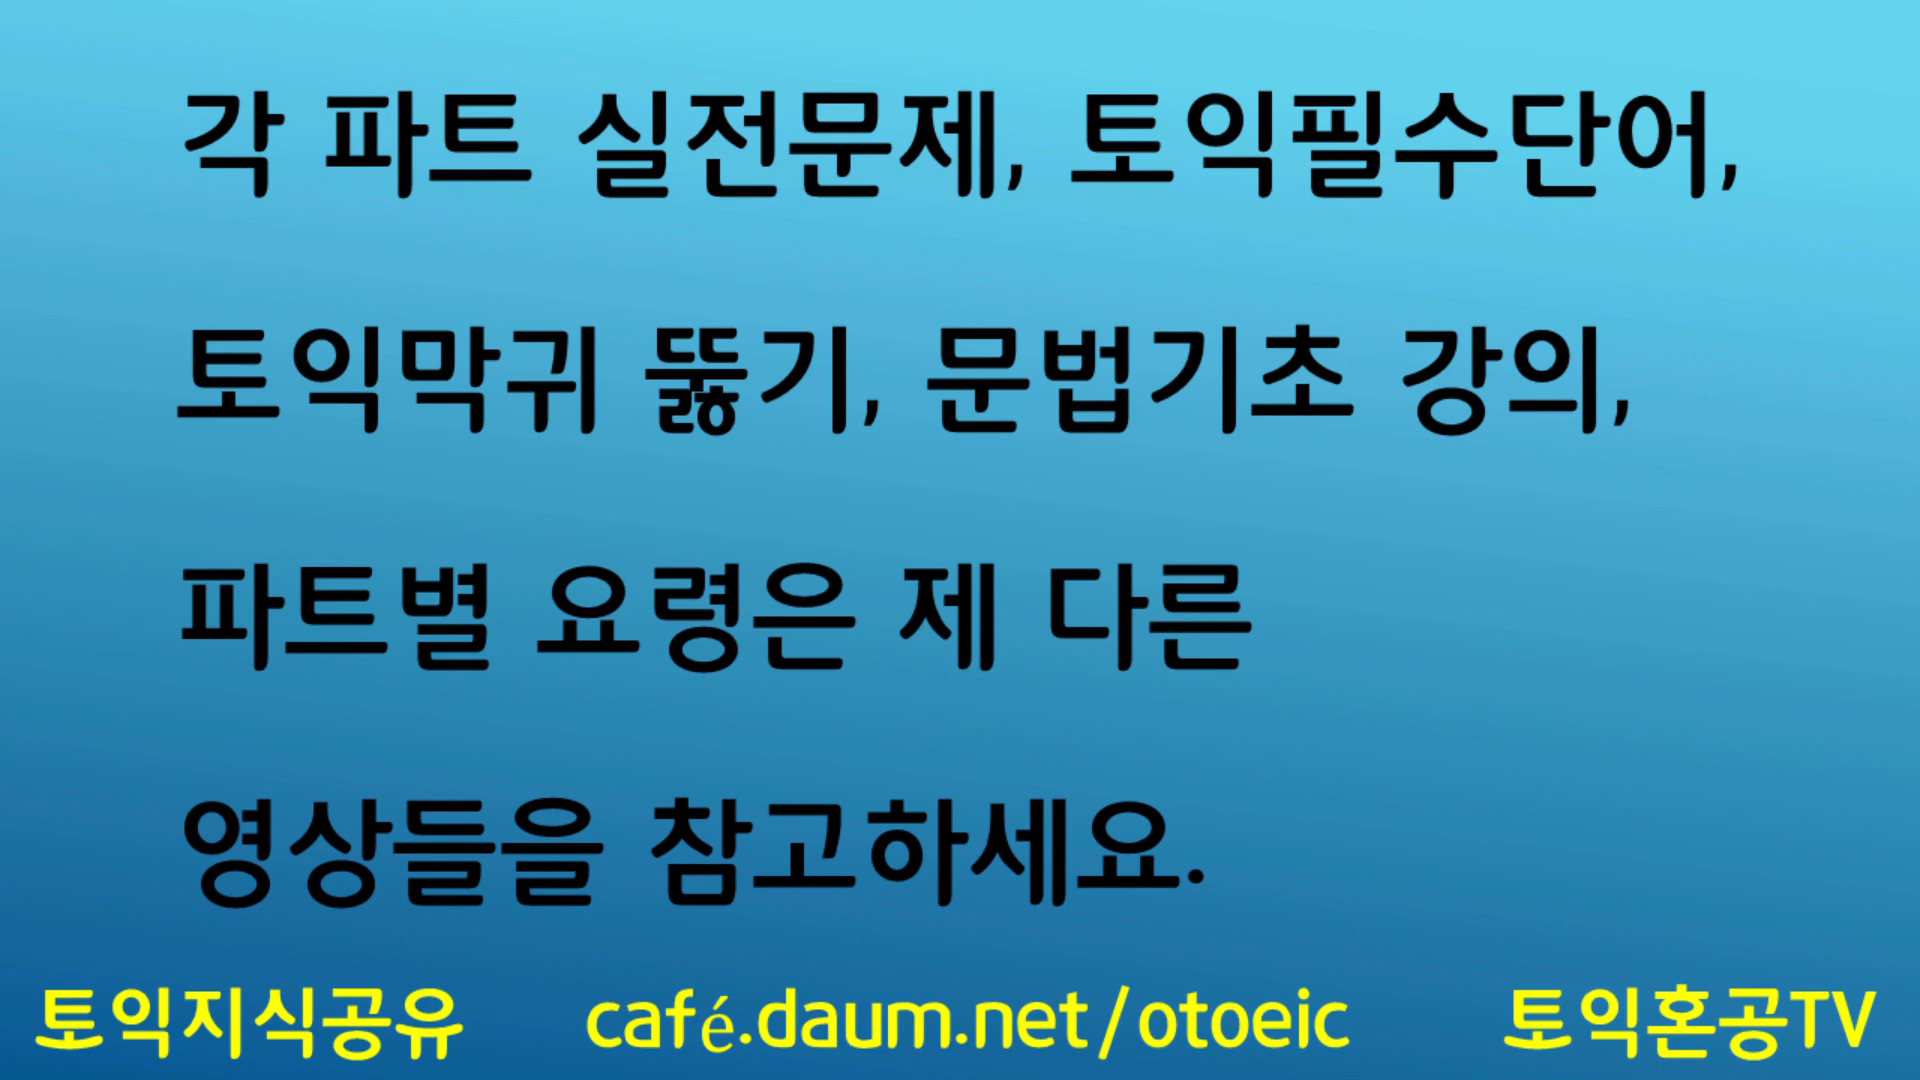 각 파트 실전문제, 토익필수단어,
토익막귀 뚫기, 문법기초 강의,
파트별 요령은 제 다른
영상들을 참고하세요.
토익지식공유 café.daum.net/otoeic 토익혼공TV